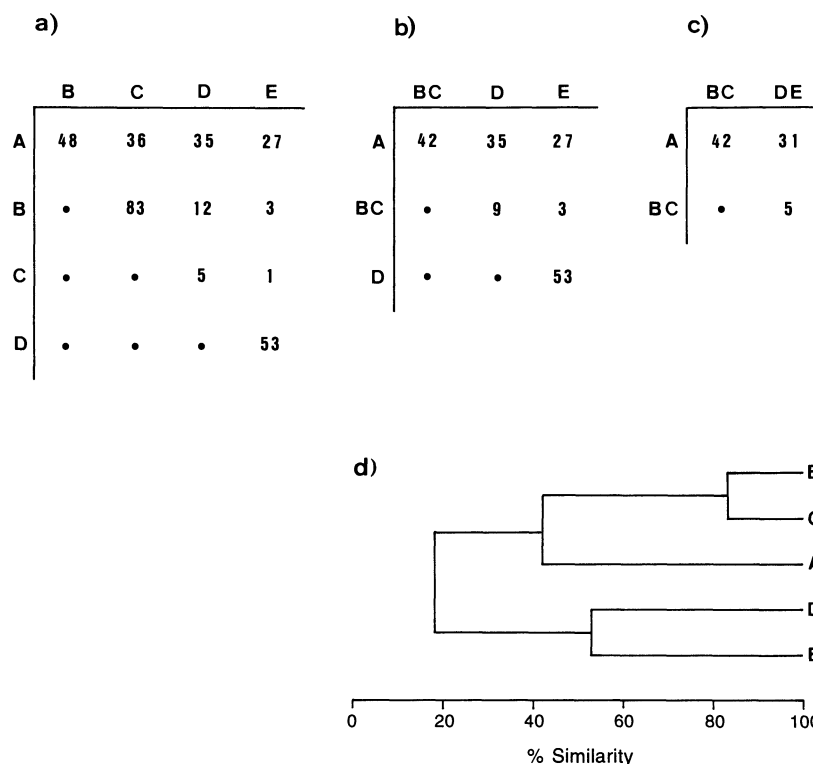 a)
B C D E
A 48 36 35 27
B • 83 12 3
C • • 5 1
D • • • 53
b)
BC D E
A 42 35 27
BC • 9 3
D • • 53
c)
BC DE
A 42 31
BC • 5
d)
D
0 20 40 60 80 100
% Similarity